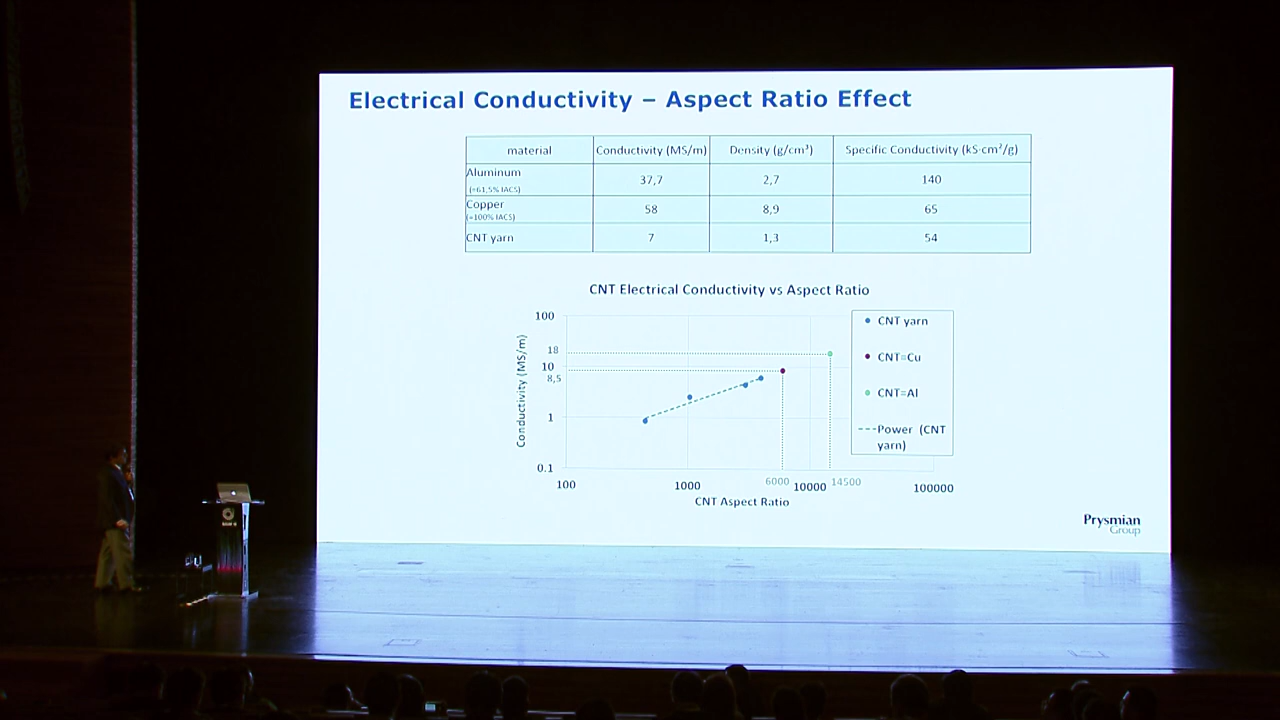 Electrical Conductivity – Aspect Ratio Effect
material Conductivity (MS/m) Density (g/cm³) Specific Conductivity (kS·cm²/g)
Aluminum
(=61,5% IACS) 37,7 2,7 140
Copper
(=100% IACS) 58 8,9 65
CNT yarn 7 1,3 54
CNT Electrical Conductivity vs Aspect Ratio
Conductivity (MS/m)
100
18
10
8,5
1
0.1
100 1000 6000 10000 14500 100000
CNT Aspect Ratio
CNT yarn
CNT=Cu
CNT=Al
Power (CNT
yarn)
Prysmian
Group